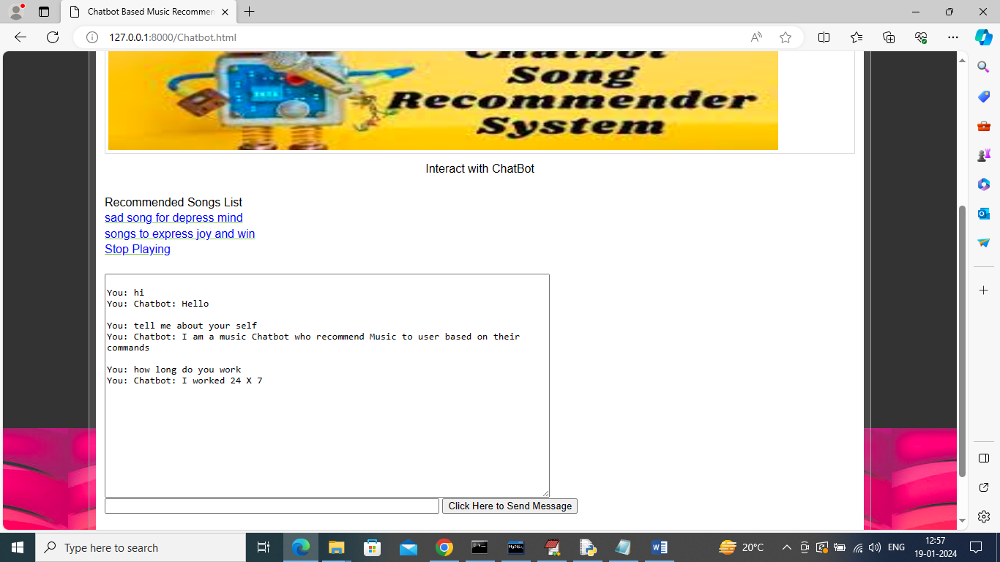 Chatbot Based Music Recommen
127.0.0.1:8000/Chatbot.html
Chatbot
Song
Recommender
System
Interact with ChatBot
Recommended Songs List
sad song for depress mind
songs to express joy and win
Stop Playing
You: hi
You: Chatbot: Hello
You: tell me about your self
You: Chatbot: I am a music Chatbot who recommend Music to user based on their
commands
You: how long do you work
You: Chatbot: I worked 24 X 7
Click Here to Send Message
Type here to search
20°C
ENG
12:57
19-01-2024